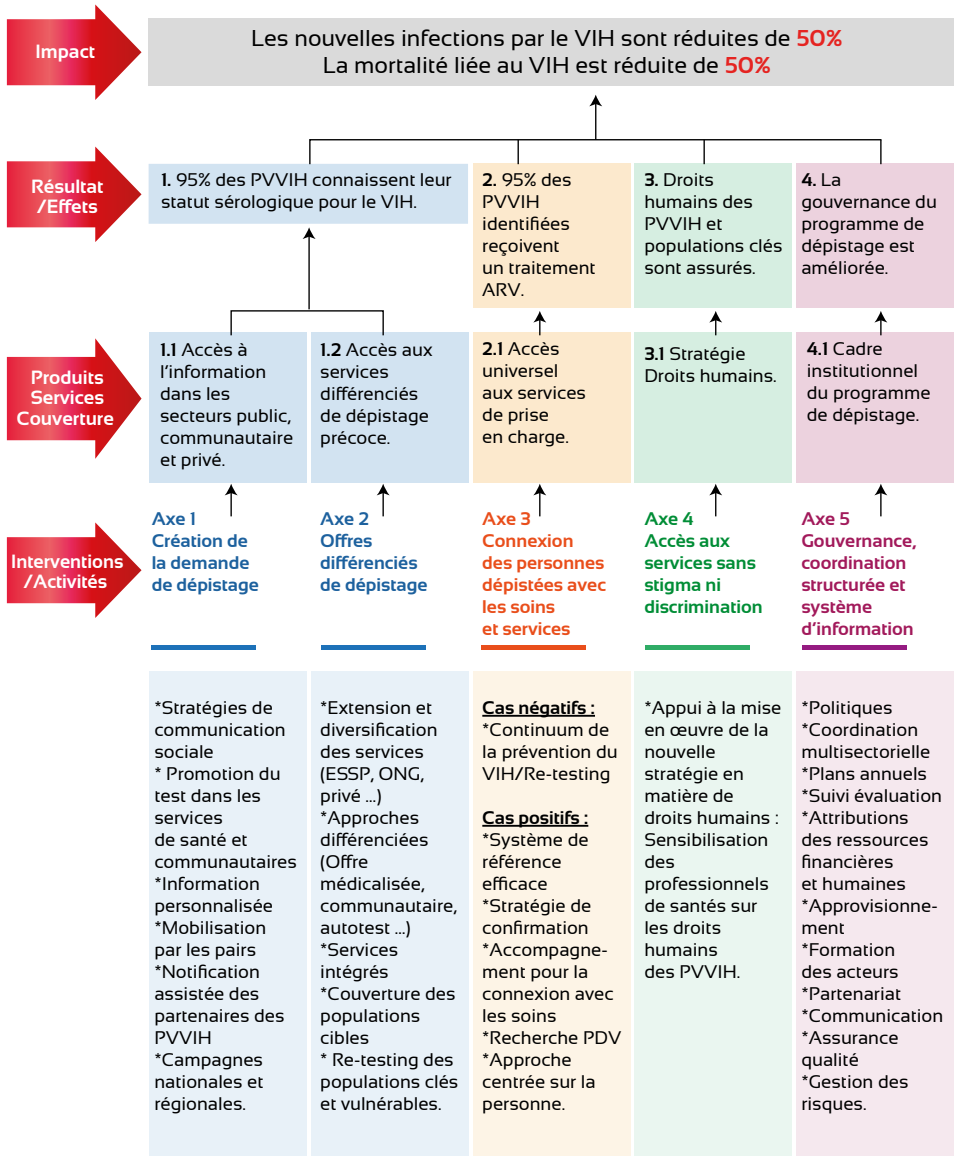 Impact
Les nouvelles infections par le VIH sont réduites de 50%
La mortalité liée au VIH est réduite de 50%
Résultat
/Effets
1. 95% des PVVIH connaissent leur
statut sérologique pour le VIH.
2. 95% des
PVVIH
identifiées
reçoivent
un traitement
ARV.
3. Droits
humains des
PVVIH et
populations clés
sont assurés.
4. La
gouvernance du
programme de
dépistage est
améliorée.
Produits
Services
Couverture
1.1 Accès à
l'information
dans les
secteurs public,
communautaire
et privé.
1.2 Accès aux
services
différenciés
de dépistage
précoce.
2.1 Accès
universel
aux services
de prise
en charge.
3.1 Stratégie
Droits humains.
4.1 Cadre
institutionnel
du programme
de dépistage.
Interventions
/Activités
Axe 1
Création de
la demande
de dépistage
Axe 2
Offres
différenciés
de dépistage
Axe 3
Connexion
des personnes
dépistées avec
les soins
et services
Axe 4
Accès aux
services sans
stigma ni
discrimination
Axe 5
Gouvernance,
coordination
structurée et
système
d'information
*Stratégies de
communication
sociale
* Promotion du
test dans les
services
de santé et
communautaires
*Information
personnalisée
*Mobilisation
par les pairs
*Notification
assistée des
partenaires des
PVVIH
*Campagnes
nationales et
régionales.
*Extension et
diversification
des services
(ESSP, ONG,
privé ...)
*Approches
différenciées
(Offre
médicalisée,
communautaire,
autotest ...)
*Services
intégrés
*Couverture des
populations
cibles
* Re-testing des
populations clés
et vulnérables.
Cas négatifs :
*Continuum de
la prévention du
VIH/Re-testing
Cas positifs :
*Système de
référence
efficace
*Stratégie de
confirmation
*Accompagne-
ment pour la
connexion avec
les soins
*Recherche PDV
*Approche
centrée sur la
personne.
*Appui à la mise
en œuvre de la
nouvelle
stratégie en
matière de
droits humains :
Sensibilisation
des
professionnels
de santés sur
les droits
humains
des PVVIH.
*Politiques
*Coordination
multisectorielle
*Plans annuels
*Suivi évaluation
*Attributions
des ressources
financières
et humaines
*Approvisionne-
ment
*Formation
des acteurs
*Partenariat
*Communication
*Assurance
qualité
*Gestion des
risques.